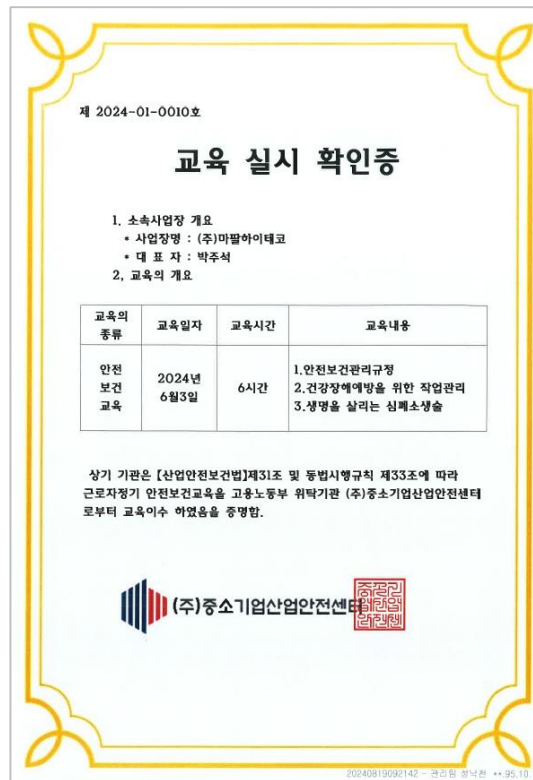 제 2024-01-0010호
교육 실시 확인증
1. 소속사업장 개요
* 사업장명 : (주)마팔하이테코
* 대 표 자 : 박주석
2, 교육의 개요
교육의 종류 교육일자 교육시간 교육내용
안전 보건 교육 2024년 6월3일 6시간 1.안전보건관리규정
2.건강장해예방을 위한 작업관리
3.생명을 살리는 심폐소생술
상기 기관은 [산업안전보건법]제31조 및 동법시행규칙 제33조에 따라
근로자정기 안전보건교육을 고용노동부 위탁기관 (주)중소기업산업안전센테
로부터 교육이수 하였음을 증명함.
(주)중소기업산업안전센터
20240819092142 - 관리팀 성낙천 **.95.10.